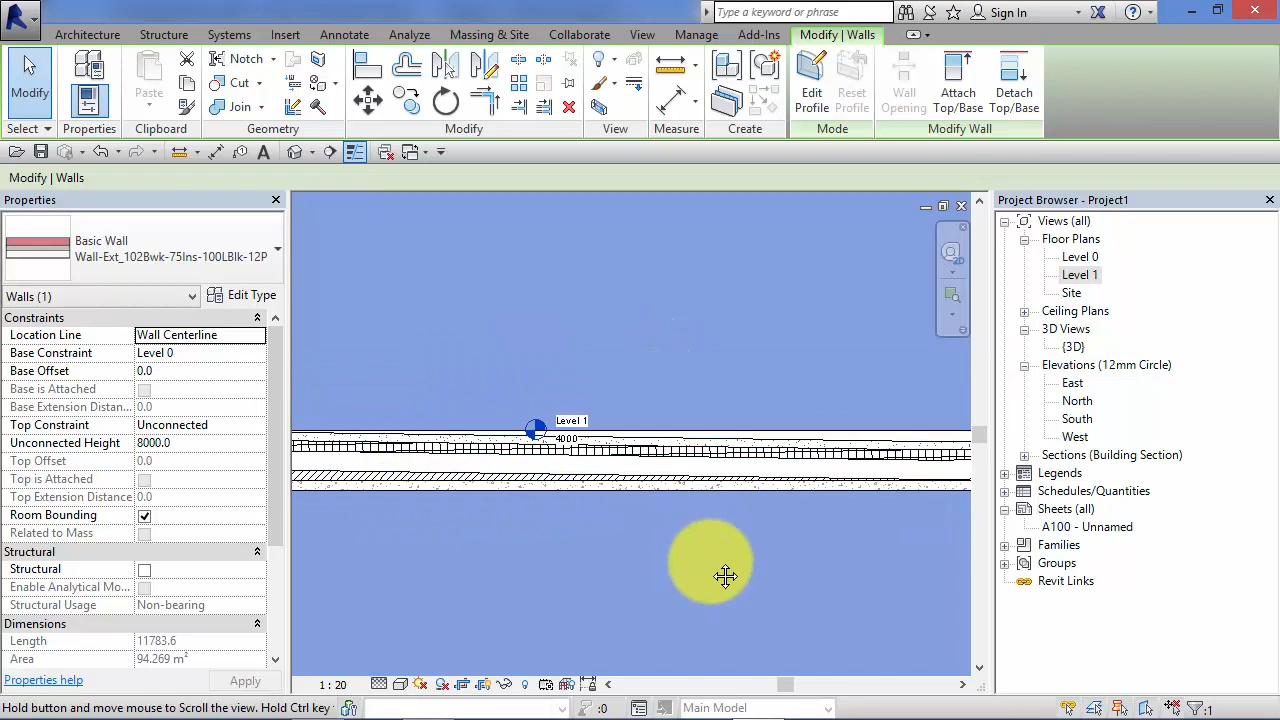 Type a keyword or phrase
Sign In
Architecture Structure Systems Insert Annotate Analyze Massing & Site Collaborate View Manage Add-Ins Modify | Walls
Modify
Paste
Notch
Cut
Join
Edit Profile
Reset Profile
Wall Opening
Attach Top/Base
Detach Top/Base
Select Properties Clipboard Geometry Modify View Measure Create Mode Modify Wall
Modify | Walls
Properties
Basic Wall
Wall-Ext_102Bwk-75Ins-100LBlk-12P
Walls (1)
Edit Type
Constraints
Location Line Wall Centerline
Base Constraint Level 0
Base Offset 0.0
Base is Attached
Base Extension Distan... 0.0
Top Constraint Unconnected
Unconnected Height 8000.0
Top Offset 0.0
Top is Attached
Top Extension Distance 0.0
Room Bounding
Related to Mass
Structural
Structural
Enable Analytical Mo...
Structural Usage Non-bearing
Dimensions
Length 11783.6
Area 94.269 m²
Properties help
Apply
2D
Level 1
4000
1 : 20
Project Browser - Project1
Views (all)
Floor Plans
Level 0
Level 1
Site
Ceiling Plans
3D Views
{3D}
Elevations (12mm Circle)
East
North
South
West
Sections (Building Section)
Legends
Schedules/Quantities
Sheets (all)
A100 - Unnamed
Families
Groups
Revit Links
Hold button and move mouse to Scroll the view. Hold Ctrl key
:0
Main Model
:1